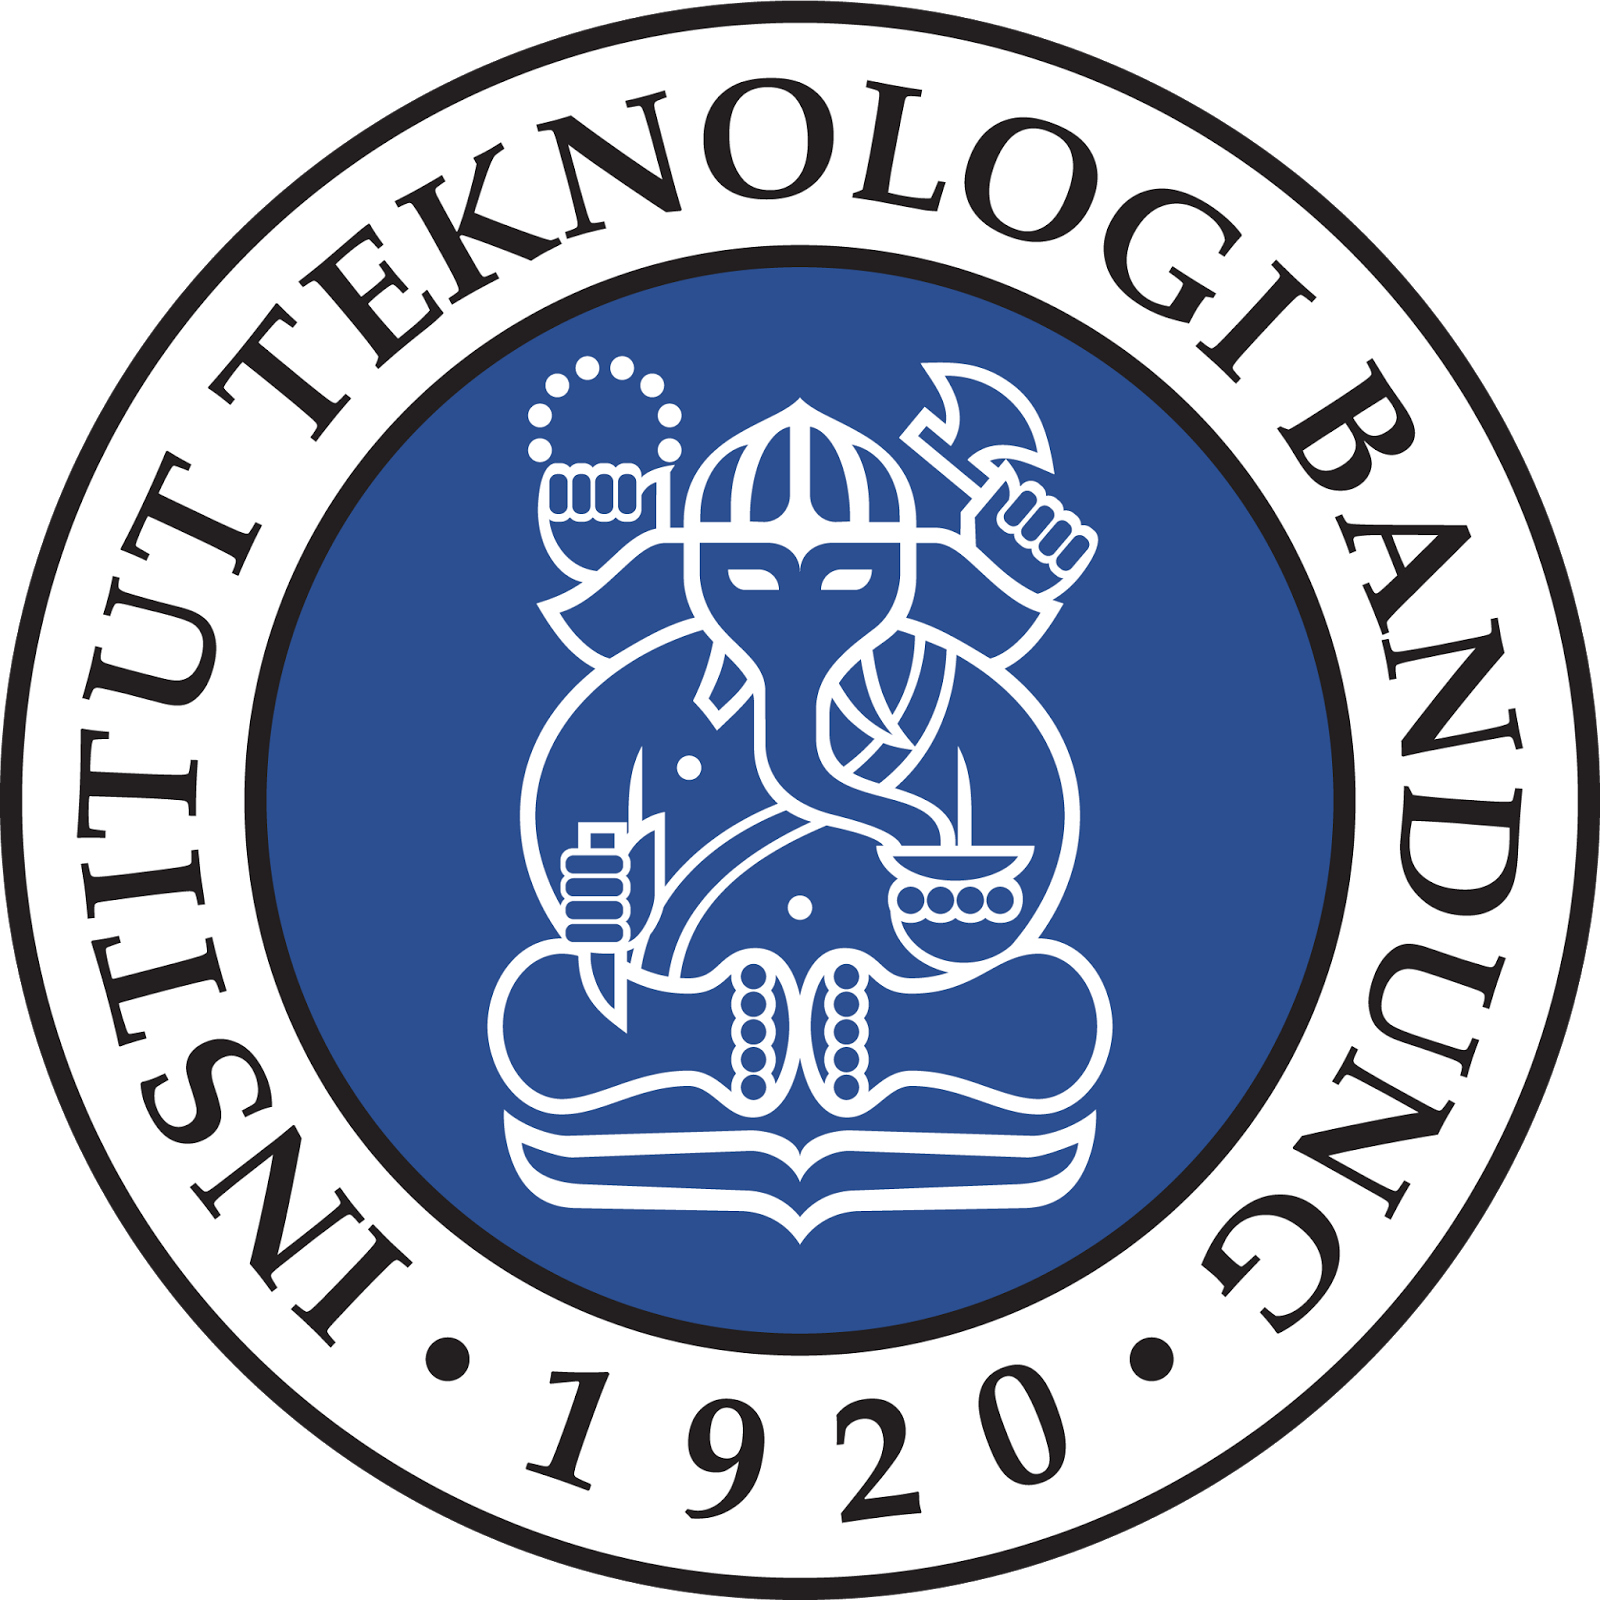 INSTITUT TEKNOLOGI BANDUNG
• 1920 •